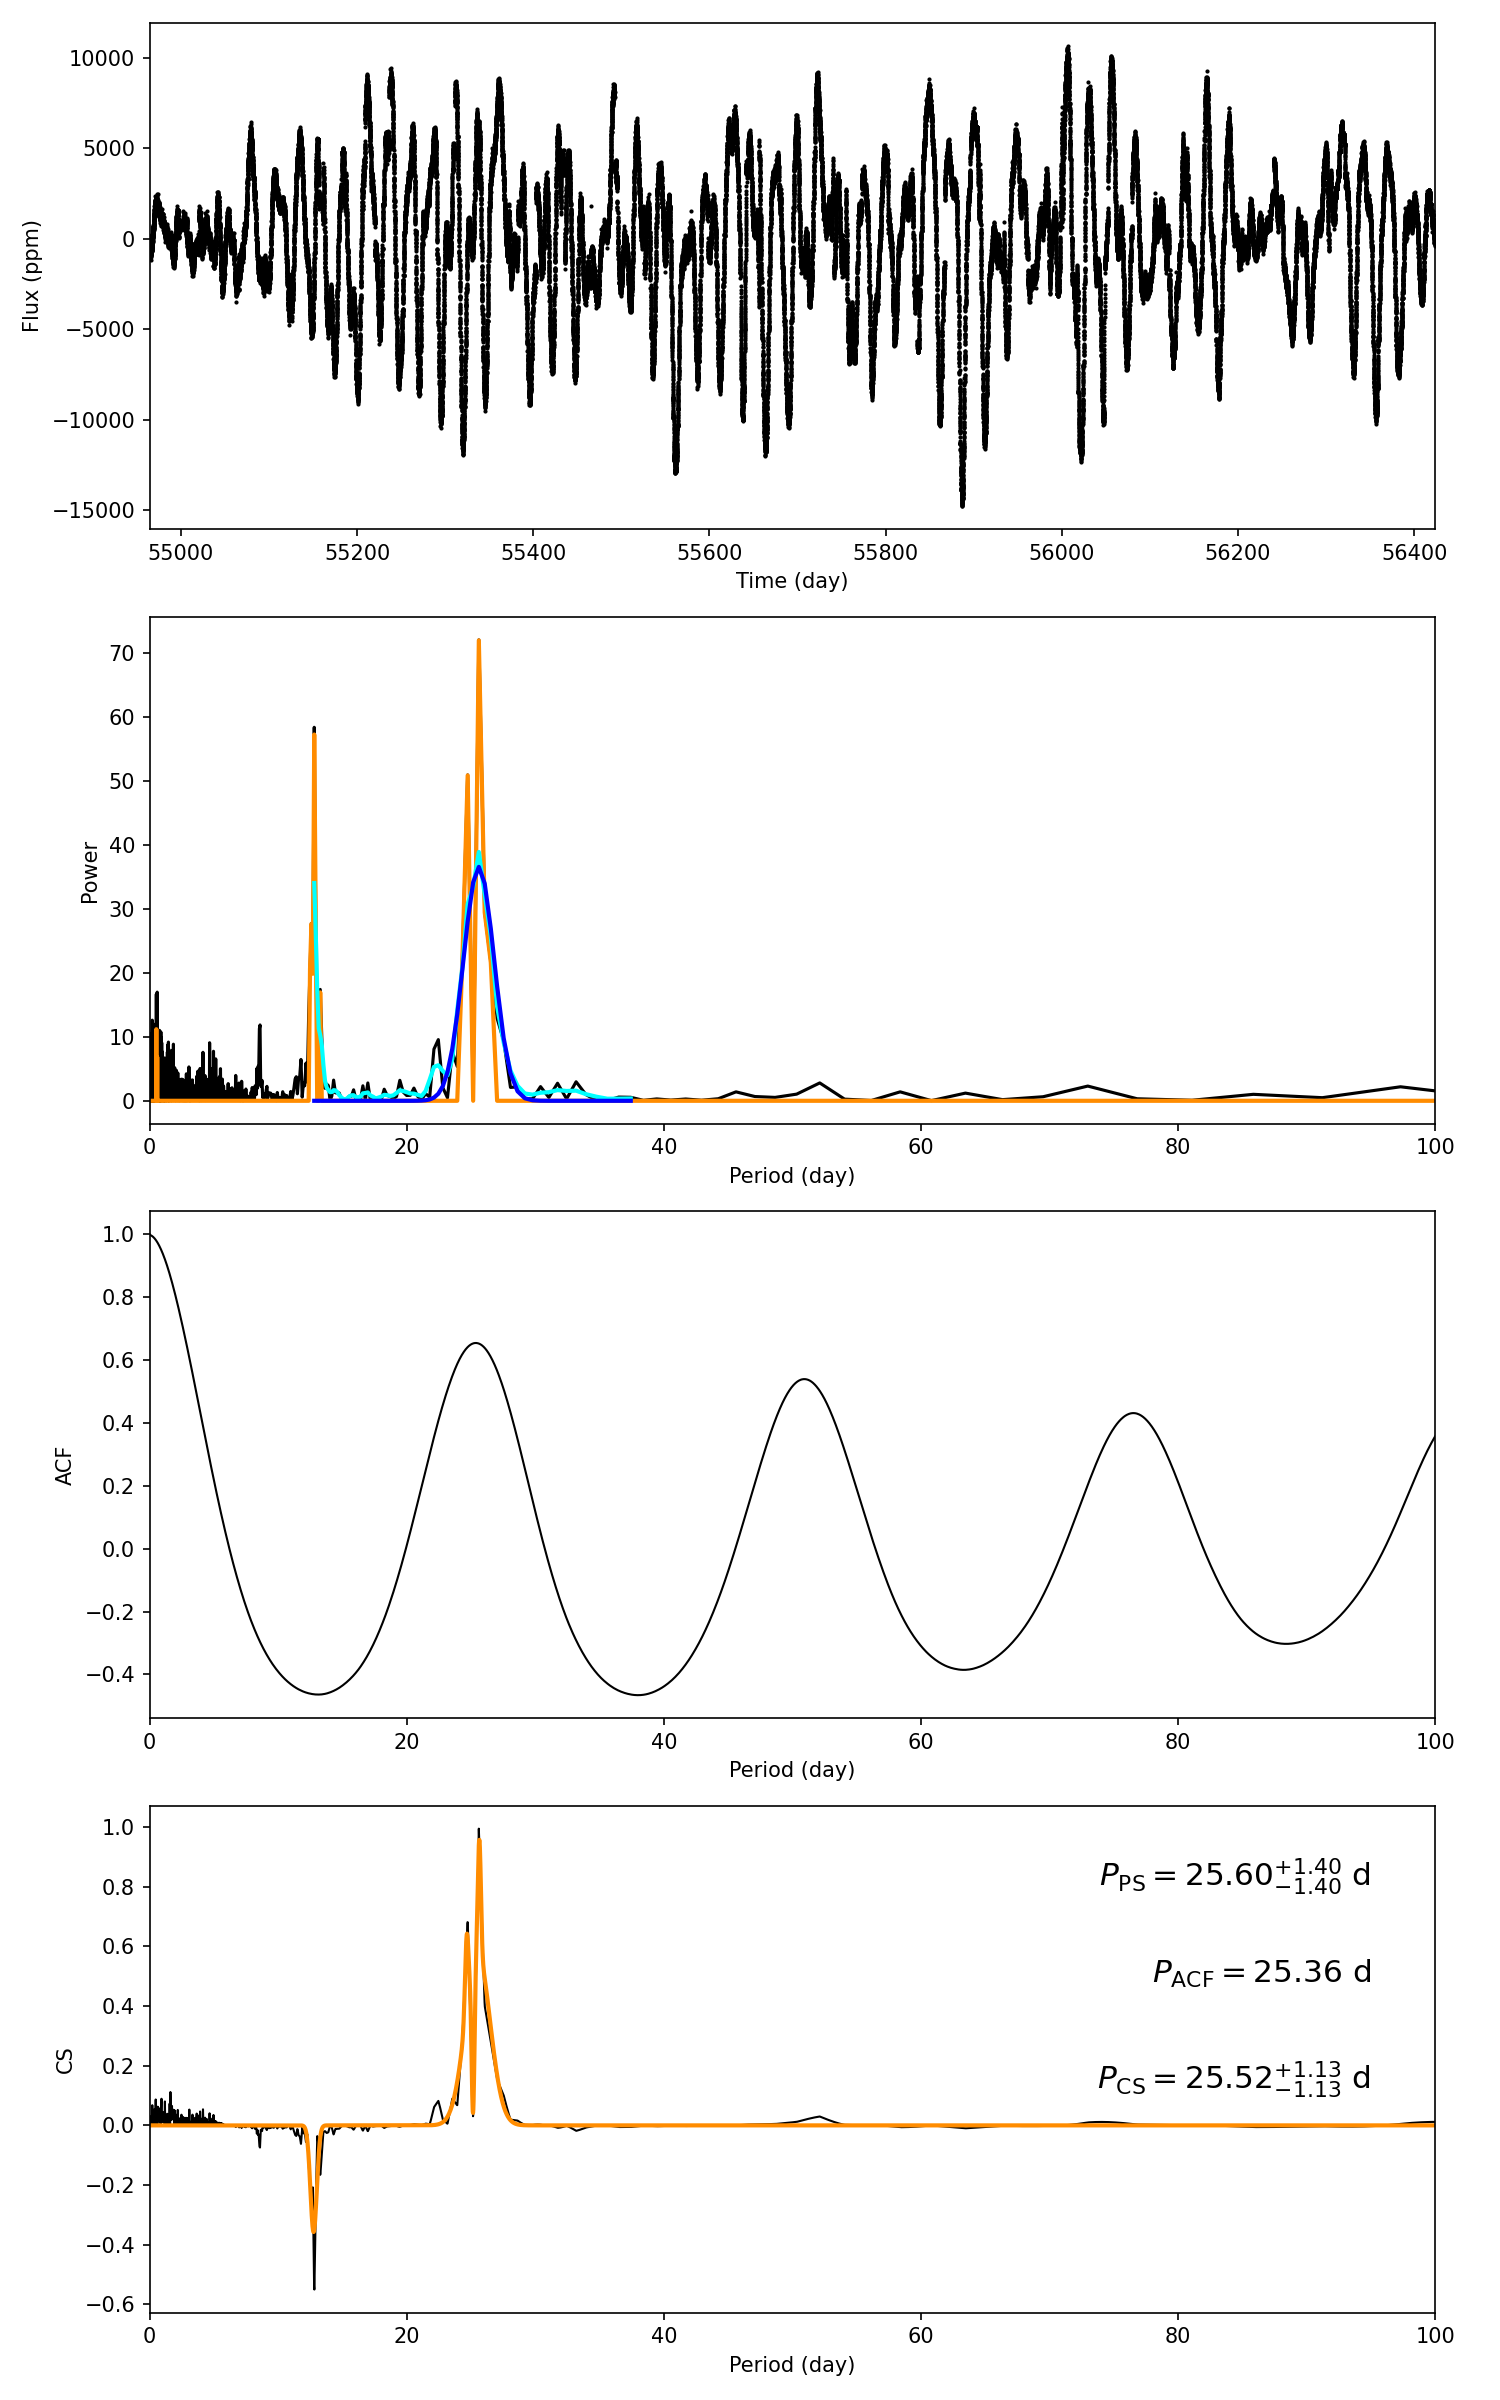 10000
5000
0
−5000
−10000
−15000
Flux (ppm)
55000 55200 55400 55600 55800 56000 56200 56400
Time (day)
70
60
50
40
30
20
10
0
Power
0 20 40 60 80 100
Period (day)
1.0
0.8
0.6
0.4
0.2
0.0
−0.2
−0.4
ACF
0 20 40 60 80 100
Period (day)
1.0
0.8
0.6
0.4
0.2
0.0
−0.2
−0.4
−0.6
CS
P_PS = 25.60^{+1.40}_{−1.40} d
P_ACF = 25.36 d
P_CS = 25.52^{+1.13}_{−1.13} d
0 20 40 60 80 100
Period (day)